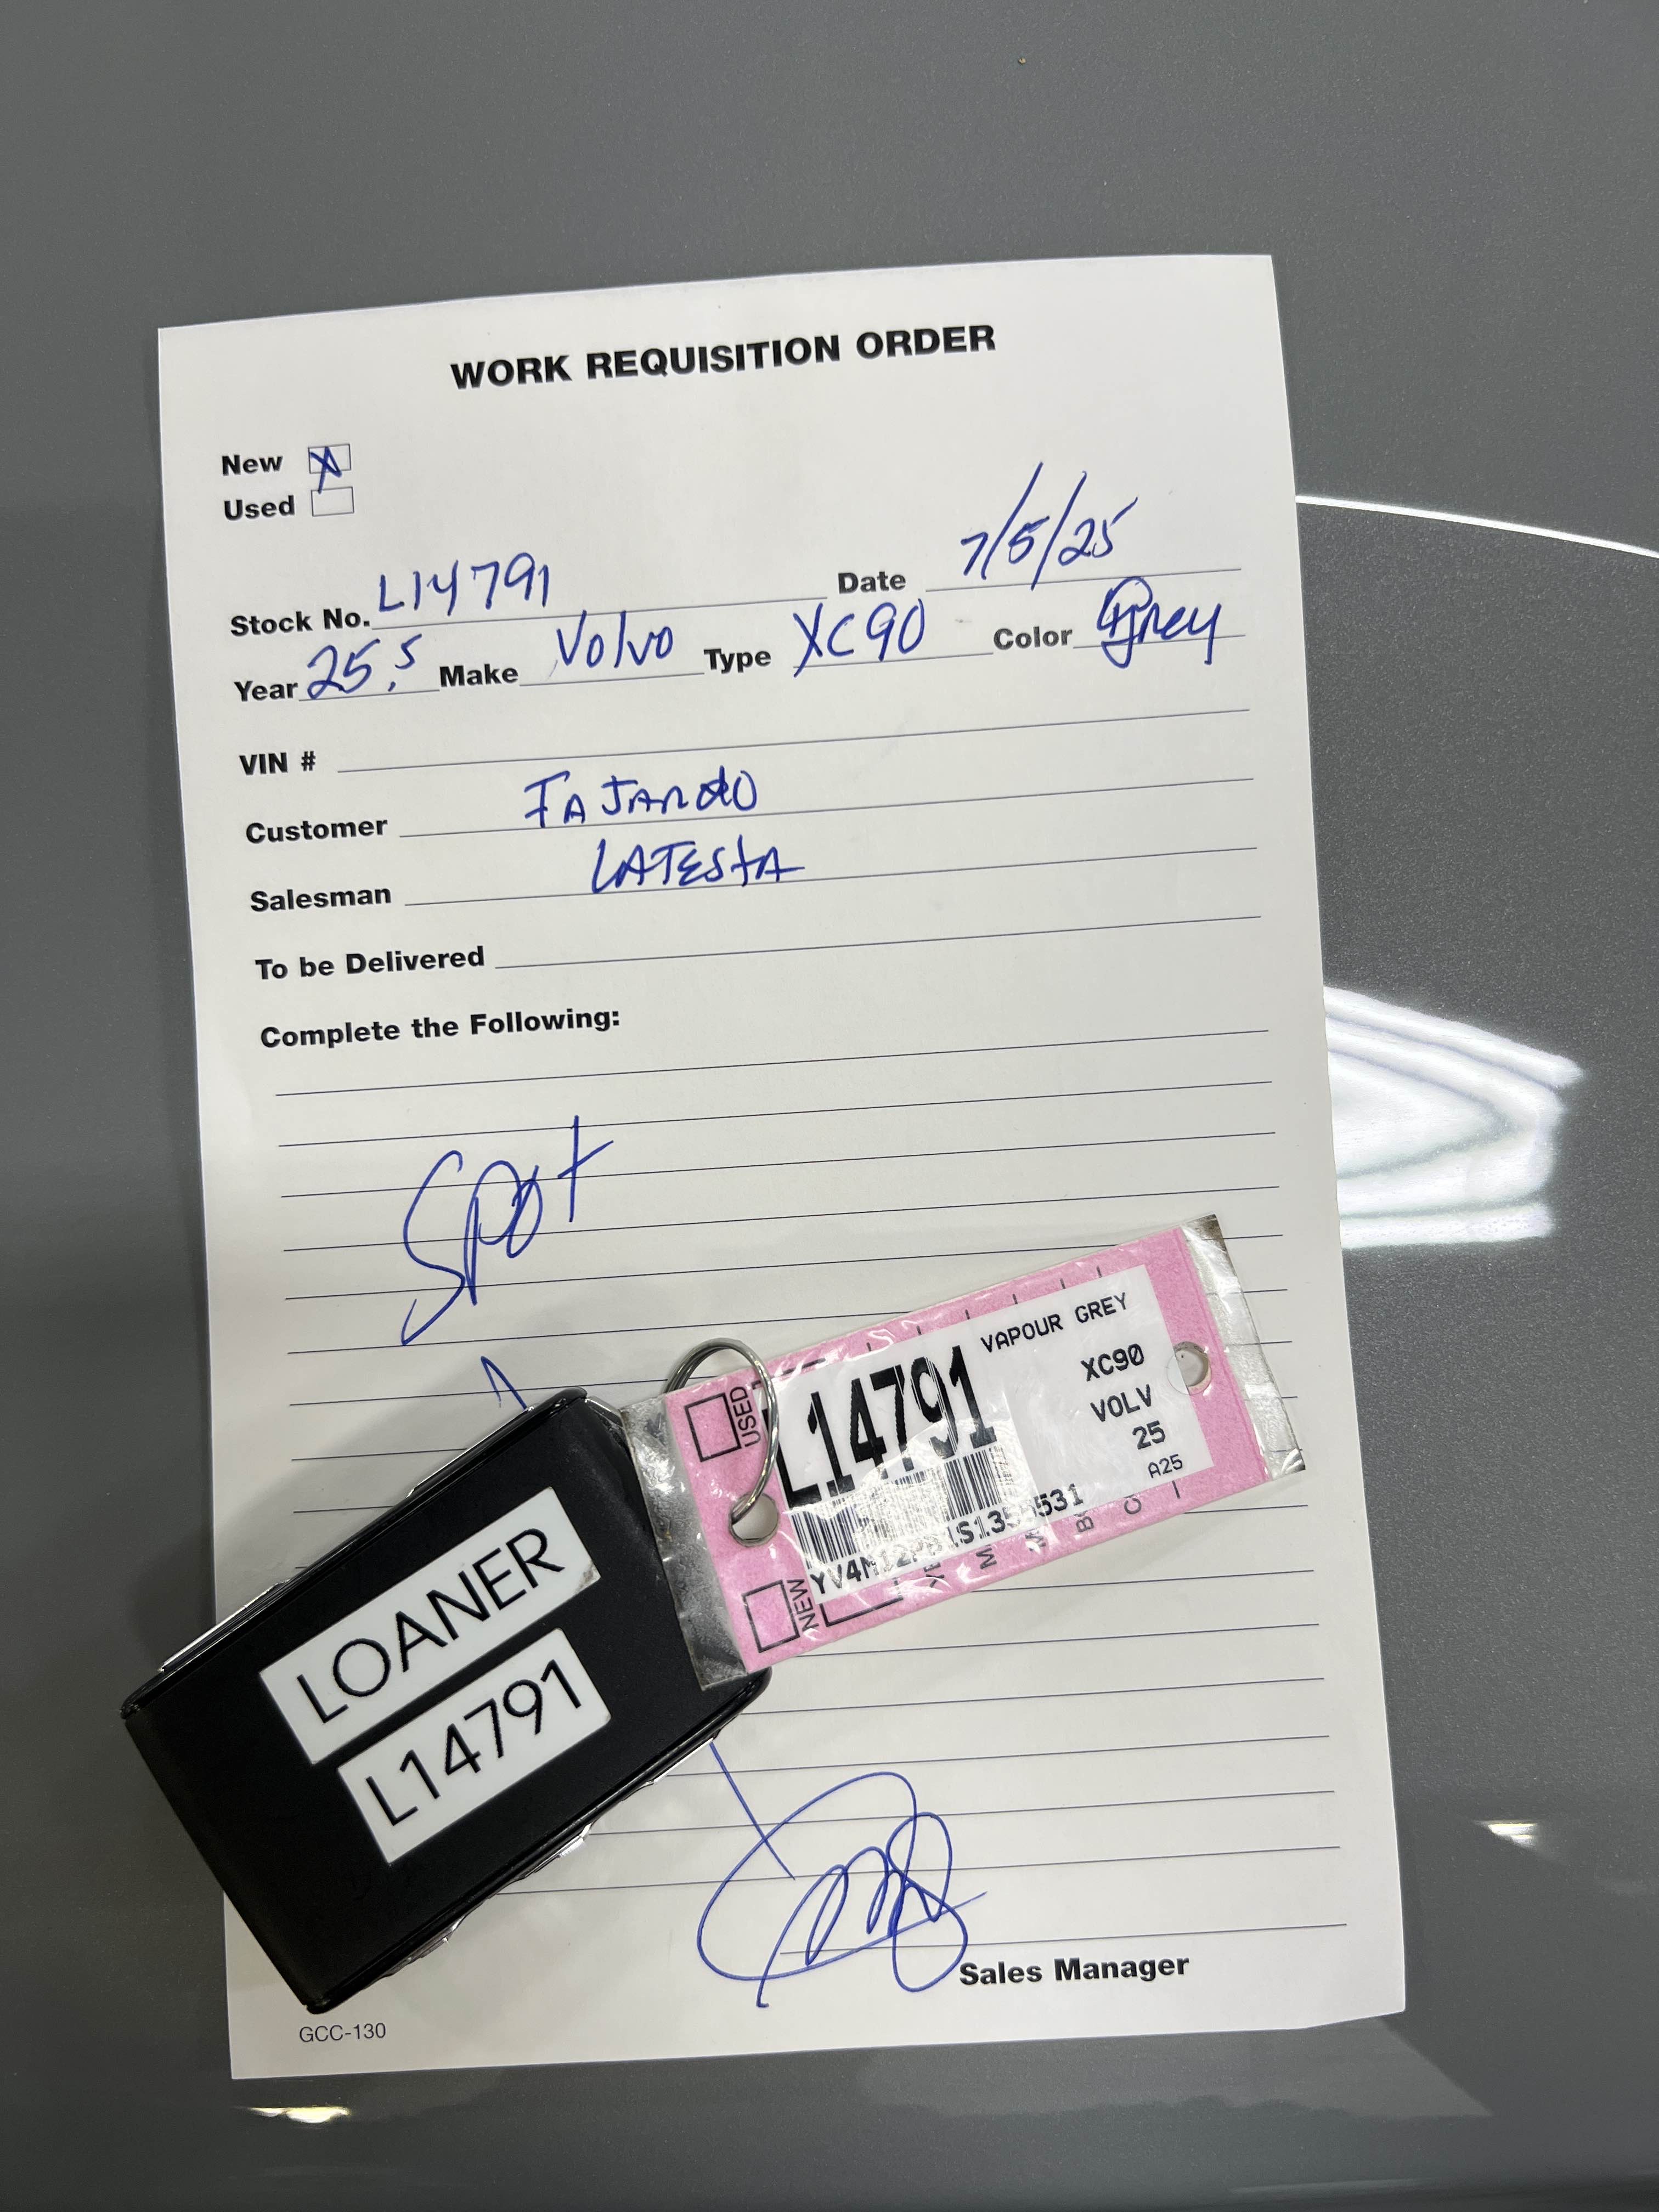 WORK REQUISITION ORDER
New X
Used
Stock No. L14791 Date 7/5/25
Year 25.5 Make Volvo Type XC90 Color Grey
VIN #
Customer FAJARDO
Salesman LATESTA
To be Delivered
Complete the Following:
Spot
USED
L14791
VAPOUR GREY
XC90
VOLV
25
A25
NEW
LOANER
L14791
Sales Manager
GCC-130